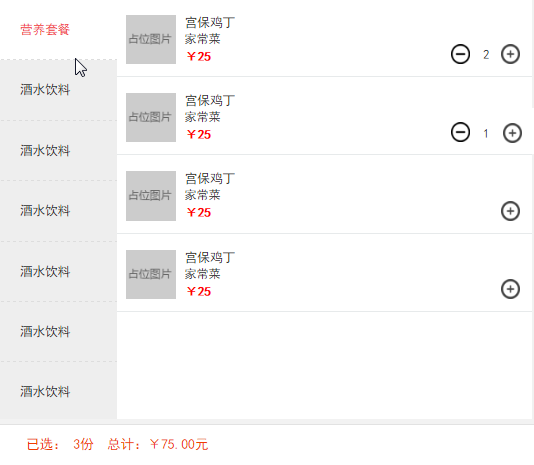 营养套餐
酒水饮料
酒水饮料
酒水饮料
酒水饮料
酒水饮料
酒水饮料
占位图片
宫保鸡丁
家常菜
￥25
2
占位图片
宫保鸡丁
家常菜
￥25
1
占位图片
宫保鸡丁
家常菜
￥25
占位图片
宫保鸡丁
家常菜
￥25
已选： 3份 总计：￥75.00元